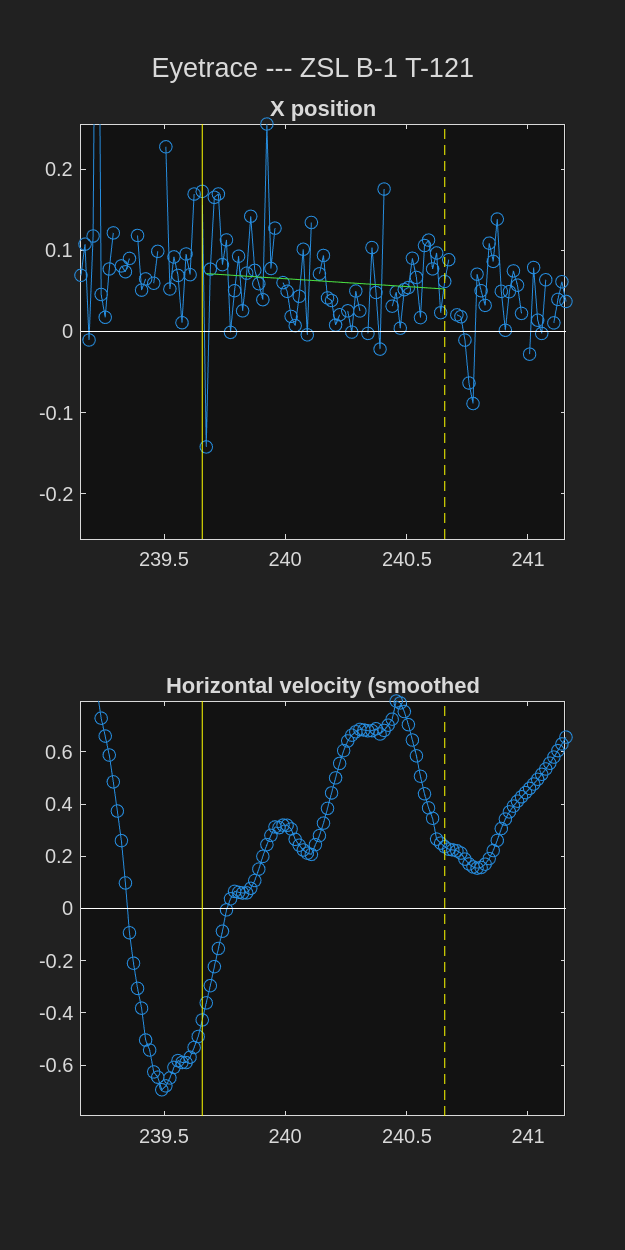 Eyetrace --- ZSL B-1 T-121
X position
0.2
0.1
0
-0.1
-0.2
239.5 240 240.5 241
Horizontal velocity (smoothed
0.6
0.4
0.2
0
-0.2
-0.4
-0.6
239.5 240 240.5 241